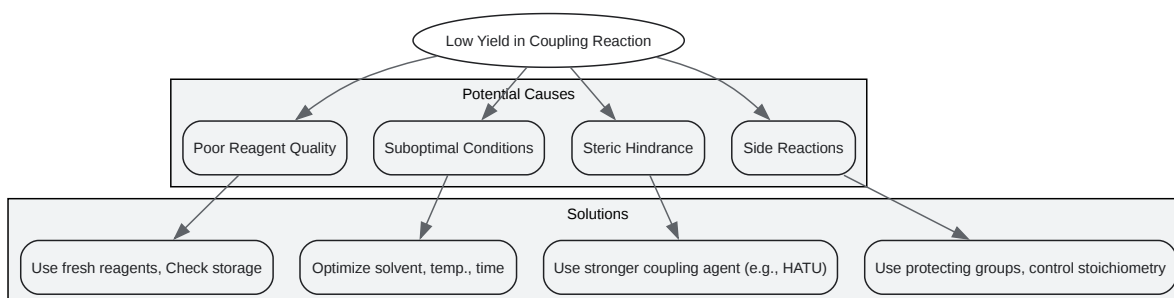 Low Yield in Coupling Reaction
Potential Causes
Poor Reagent Quality
Suboptimal Conditions
Steric Hindrance
Side Reactions
Solutions
Use fresh reagents, Check storage
Optimize solvent, temp., time
Use stronger coupling agent (e.g., HATU)
Use protecting groups, control stoichiometry